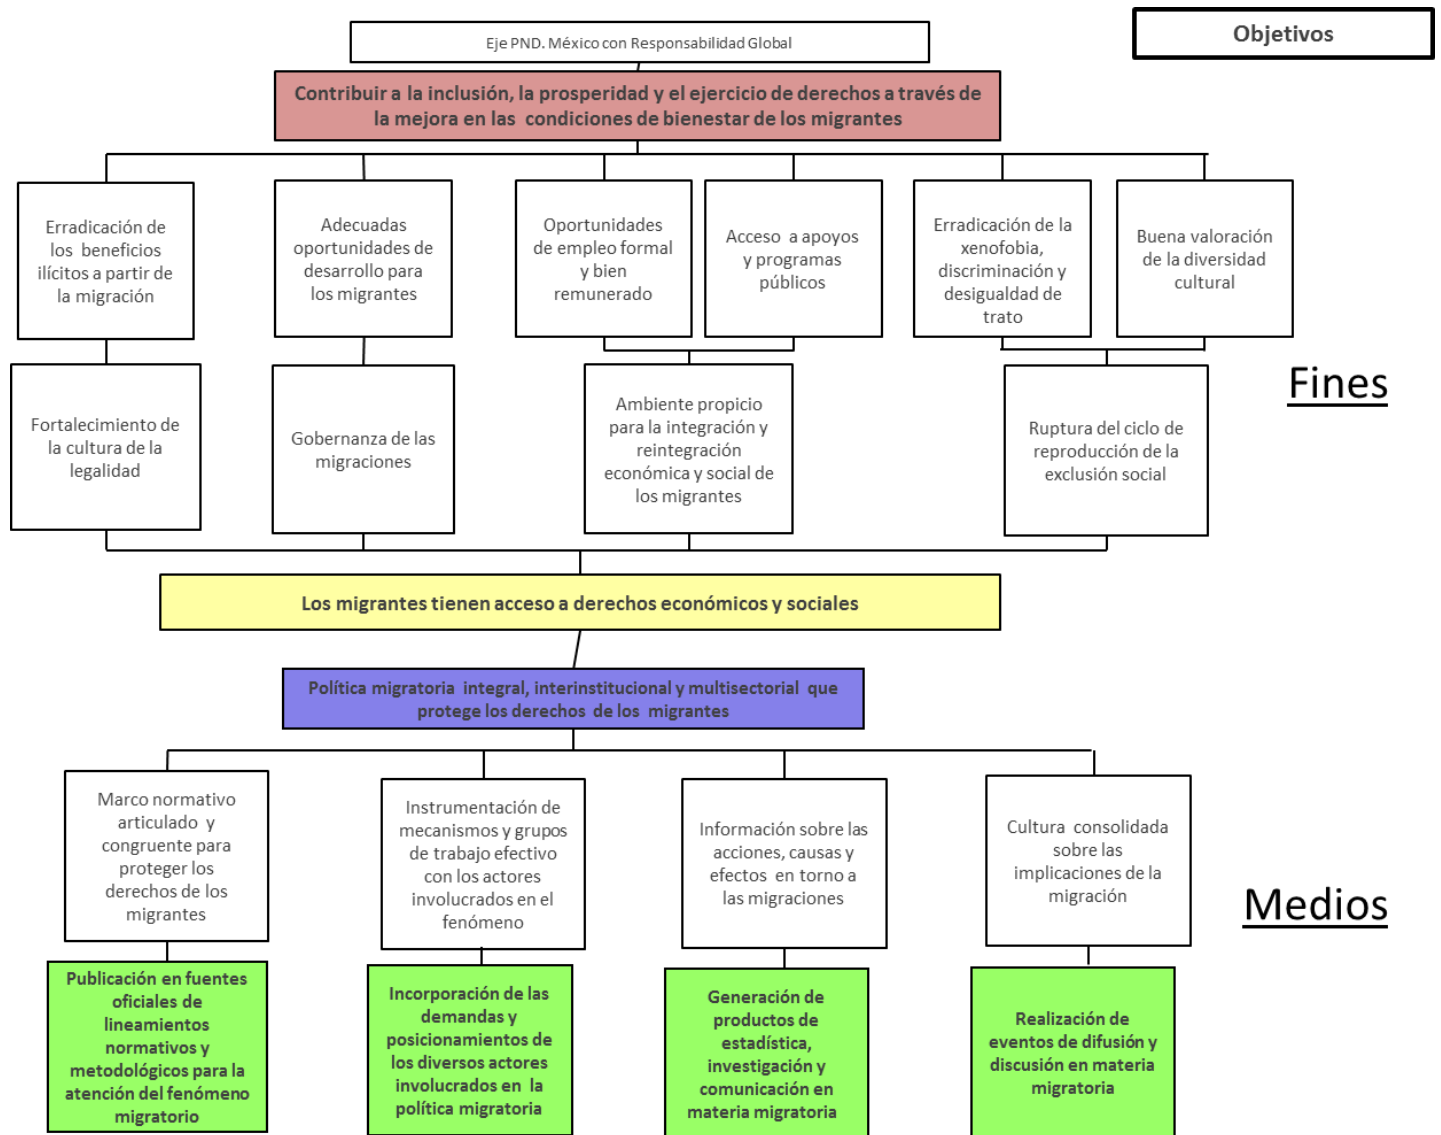 Objetivos
Eje PND. México con Responsabilidad Global
Contribuir a la inclusión, la prosperidad y el ejercicio de derechos a través de
la mejora en las condiciones de bienestar de los migrantes
Erradicación de
los beneficios
ilícitos a partir de
la migración
Adecuadas
oportunidades de
desarrollo para
los migrantes
Oportunidades
de empleo formal
y bien
remunerado
Acceso a apoyos
y programas
públicos
Erradicación de la
xenofobia,
discriminación y
desigualdad de
trato
Buena valoración
de la diversidad
cultural
Fines
Fortalecimiento de
la cultura de la
legalidad
Gobernanza de las
migraciones
Ambiente propicio
para la integración y
reintegración
económica y social de
los migrantes
Ruptura del ciclo de
reproducción de la
exclusión social
Los migrantes tienen acceso a derechos económicos y sociales
Política migratoria integral, interinstitucional y multisectorial que
protege los derechos de los migrantes
Marco normativo
articulado y
congruente para
proteger los
derechos de los
migrantes
Instrumentación de
mecanismos y grupos
de trabajo efectivo
con los actores
involucrados en el
fenómeno
Información sobre las
acciones, causas y
efectos en torno a
las migraciones
Cultura consolidada
sobre las
implicaciones de la
migración
Medios
Publicación en fuentes
oficiales de
lineamientos
normativos y
metodológicos para la
atención del fenómeno
migratorio
Incorporación de las
demandas y
posicionamientos de
los diversos actores
involucrados en la
política migratoria
Generación de
productos de
estadística,
investigación y
comunicación en
materia migratoria
Realización de
eventos de difusión y
discusión en materia
migratoria